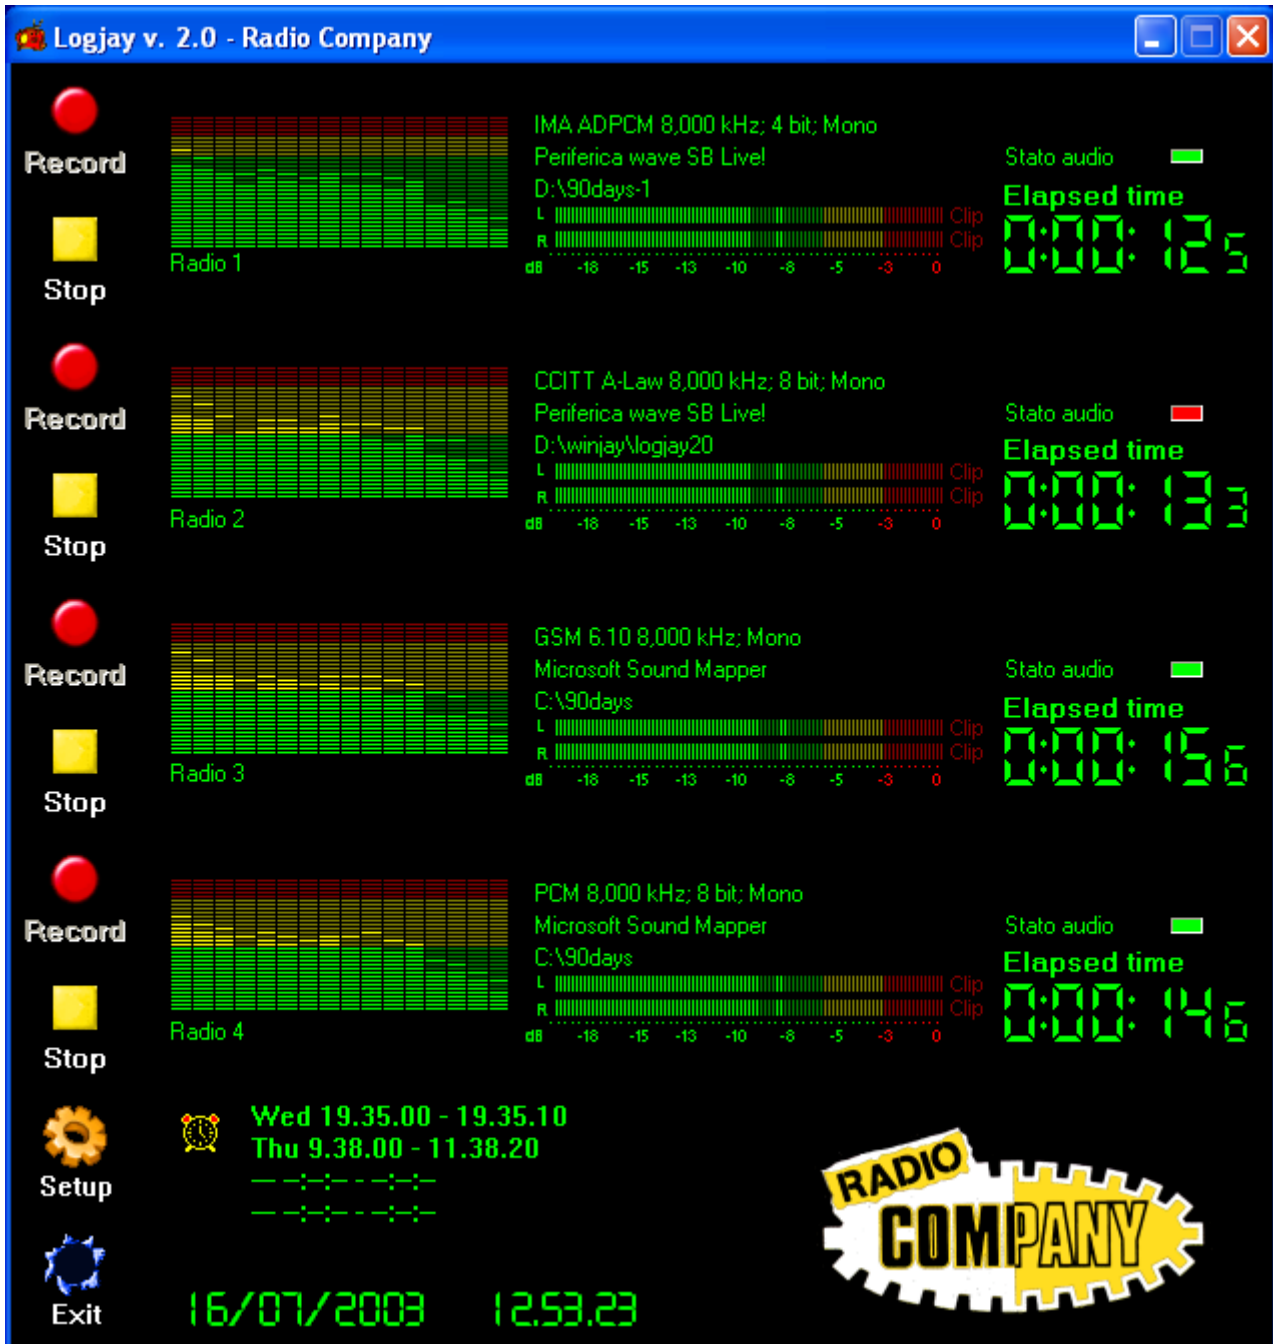 Logjay v. 2.0 - Radio Company
Record
Stop
Radio 1
IMA ADPCM 8,000 kHz; 4 bit; Mono
Periferica wave SB Live!
D:\90days-1
L Clip
R Clip
dB -18 -15 -13 -10 -8 -5 -3 0
Stato audio
Elapsed time
0:00:12 5
Record
Stop
Radio 2
CCITT A-Law 8,000 kHz; 8 bit; Mono
Periferica wave SB Live!
D:\winjay\logjay20
L Clip
R Clip
dB -18 -15 -13 -10 -8 -5 -3 0
Stato audio
Elapsed time
0:00:13 3
Record
Stop
Radio 3
GSM 6.10 8,000 kHz; Mono
Microsoft Sound Mapper
C:\90days
L Clip
R Clip
dB -18 -15 -13 -10 -8 -5 -3 0
Stato audio
Elapsed time
0:00:15 6
Record
Stop
Radio 4
PCM 8,000 kHz; 8 bit; Mono
Microsoft Sound Mapper
C:\90days
L Clip
R Clip
dB -18 -15 -13 -10 -8 -5 -3 0
Stato audio
Elapsed time
0:00:14 6
Setup
Exit
Wed 19.35.00 - 19.35.10
Thu 9.38.00 - 11.38.20
-- --:--:-- - --:--:--
-- --:--:-- - --:--:--
16/07/2003 12.53.23
RADIO
COMPANY